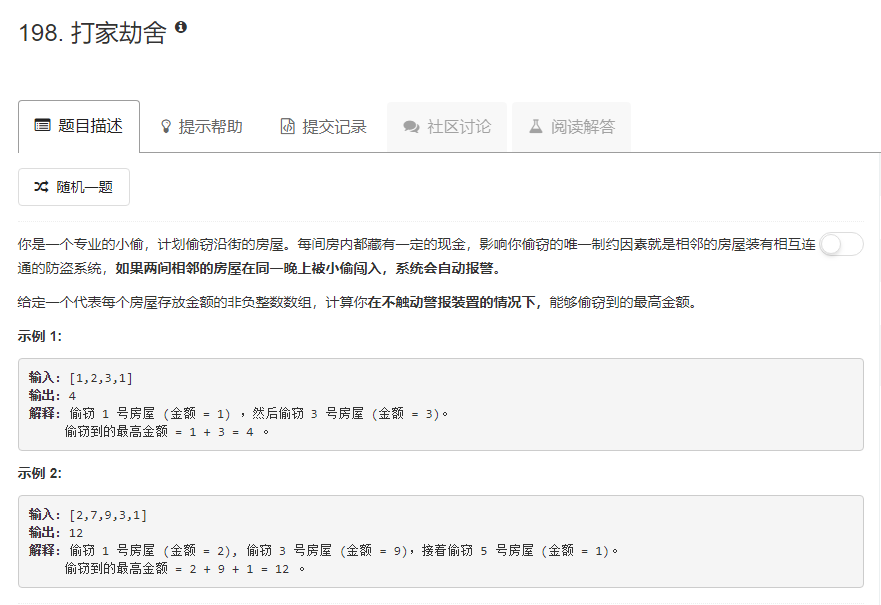 198. 打家劫舍
题目描述 提示帮助 提交记录 社区讨论 阅读解答
随机一题
你是一个专业的小偷，计划偷窃沿街的房屋。每间房内都藏有一定的现金，影响你偷窃的唯一制约因素就是相邻的房屋装有相互连
通的防盗系统，如果两间相邻的房屋在同一晚上被小偷闯入，系统会自动报警。
给定一个代表每个房屋存放金额的非负整数数组，计算你在不触动警报装置的情况下，能够偷窃到的最高金额。
示例 1:
输入: [1,2,3,1]
输出: 4
解释: 偷窃 1 号房屋 (金额 = 1) ，然后偷窃 3 号房屋 (金额 = 3)。
偷窃到的最高金额 = 1 + 3 = 4 。
示例 2:
输入: [2,7,9,3,1]
输出: 12
解释: 偷窃 1 号房屋 (金额 = 2), 偷窃 3 号房屋 (金额 = 9)，接着偷窃 5 号房屋 (金额 = 1)。
偷窃到的最高金额 = 2 + 9 + 1 = 12 。